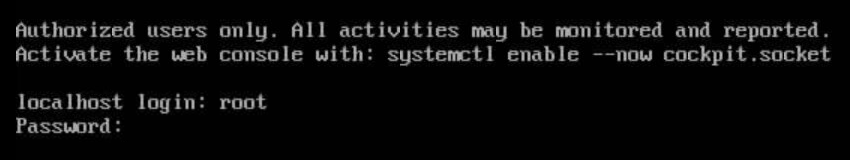 Authorized users only. All activities may be monitored and reported.
Activate the web console with: systemctl enable --now cockpit.socket
localhost login: root
Password: